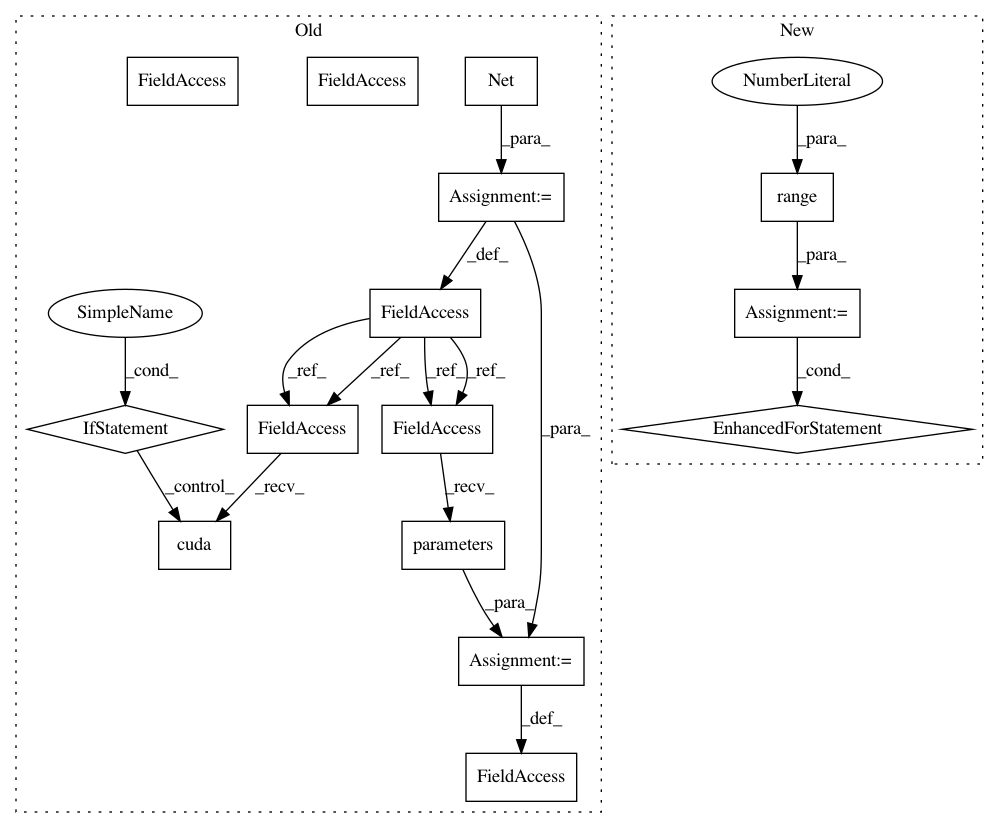 Old
New
FieldAccess
FieldAccess
Net
NumberLiteral
_para_
_para_
Assignment:=
range
_def_
_para_
SimpleName
FieldAccess
Assignment:=
_cond_
_ref_
_ref_
_ref_
_ref_
_cond_
IfStatement
FieldAccess
FieldAccess
_para_
EnhancedForStatement
_control_
_recv_
_recv_
cuda
parameters
_para_
Assignment:=
_def_
FieldAccess